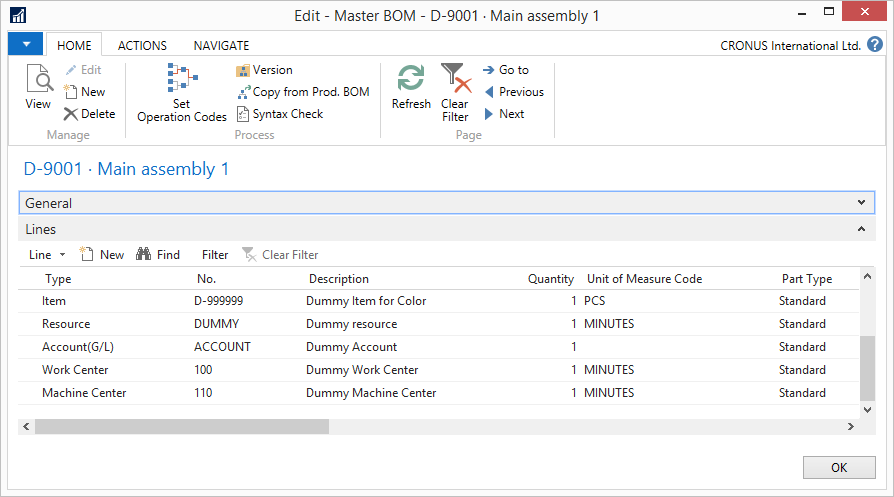 Edit - Master BOM - D-9001 · Main assembly 1
HOME ACTIONS NAVIGATE CRONUS International Ltd. ?
View Edit New Delete Manage
Set Operation Codes Version Copy from Prod. BOM Syntax Check Process
Refresh Clear Filter Go to Previous Next Page
D-9001 · Main assembly 1
General
Lines
Line New Find Filter Clear Filter
Type No. Description Quantity Unit of Measure Code Part Type
Item D-999999 Dummy Item for Color 1 PCS Standard
Resource DUMMY Dummy resource 1 MINUTES Standard
Account(G/L) ACCOUNT Dummy Account 1 Standard
Work Center 100 Dummy Work Center 1 MINUTES Standard
Machine Center 110 Dummy Machine Center 1 MINUTES Standard
OK